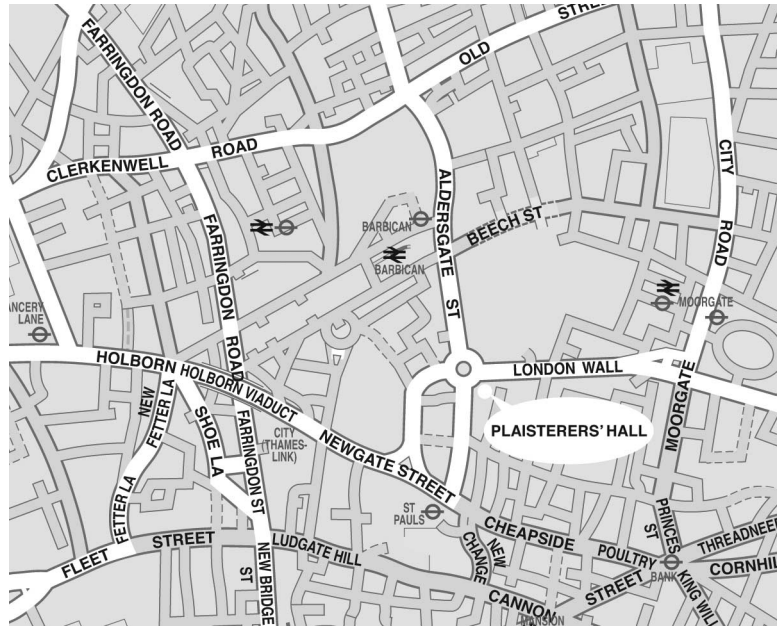 FARRINGDON ROAD
OLD
STREE
CLERKENWELL
ROAD
CITY
ROAD
ALDERSGATE
ST
BEECH ST
BARBICAN
BARBICAN
FARRINGDON ROAD
MOORGATE
ANCERY
LANE
HOLBORN
HOLBORN VIADUCT
LONDON WALL
MOORGATE
NEW
FETTER LA
SHOE LA
FARRINGDON ST
CITY
(THAMES-
LINK)
NEWGATE STREET
PLAISTERERS' HALL
FETTER LA
ST
PAULS
CHEAPSIDE
PRINCES
ST
THREADNEE
FLEET
STREET
LUDGATE HILL
NEW
CHANGE
POULTRY
BANK
CORNHIL
NEW BRIDGE
ST
CANNON
STREET
KING WILL
MANSION